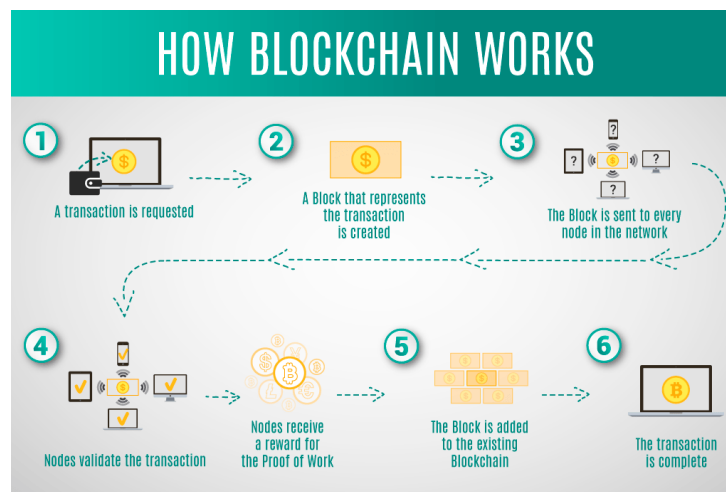 HOW BLOCKCHAIN WORKS
1
A transaction is requested
2
A Block that represents
the transaction
is created
3
The Block is sent to every
node in the network
4
Nodes validate the transaction
Nodes receive
a reward for
the Proof of Work
5
The Block is added
to the existing
Blockchain
6
The transaction
is complete